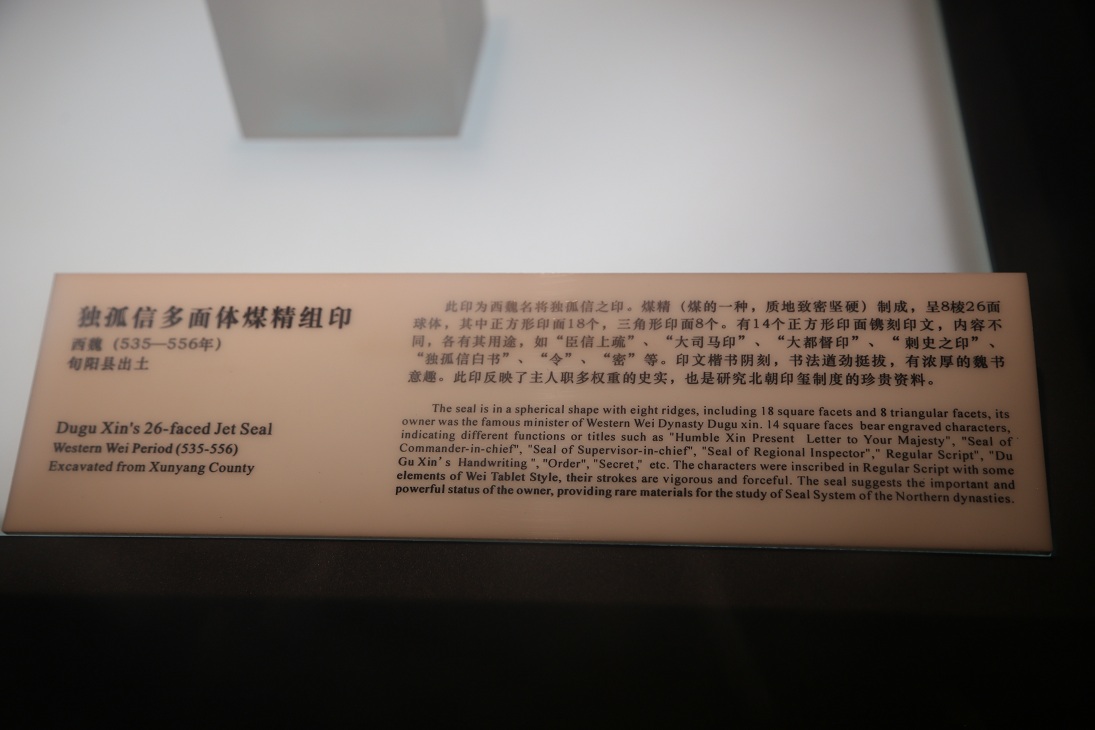 独孤信多面体煤精组印
西魏（535—556年）
旬阳县出土
Dugu Xin's 26-faced Jet Seal
Western Wei Period (535-556)
Excavated from Xunyang County
此印为西魏名将独孤信之印。煤精（煤的一种，质地致密坚硬）制成，呈8棱26面
球体，其中正方形印面18个，三角形印面8个。有14个正方形印面镌刻印文，内容不
同，各有其用途，如“臣信上疏”、“大司马印”、“大都督印”、“刺史之印”、
“独孤信白书”、“令”、“密”等。印文楷书阴刻，书法遒劲挺拔，有浓厚的魏书
意趣。此印反映了主人职多权重的史实，也是研究北朝印玺制度的珍贵资料。
The seal is in a spherical shape with eight ridges, including 18 square facets and 8 triangular facets, its
owner was the famous minister of Western Wei Dynasty Dugu xin. 14 square faces bear engraved characters,
indicating different functions or titles such as "Humble Xin Present Letter to Your Majesty", "Seal of
Commander-in-chief", "Seal of Supervisor-in-chief", "Seal of Regional Inspector"," Regular Script", "Du
Gu Xin's Handwriting ", "Order", "Secret," etc. The characters were inscribed in Regular Script with some
elements of Wei Tablet Style, their strokes are vigorous and forceful. The seal suggests the important and
powerful status of the owner, providing rare materials for the study of Seal System of the Northern dynasties.